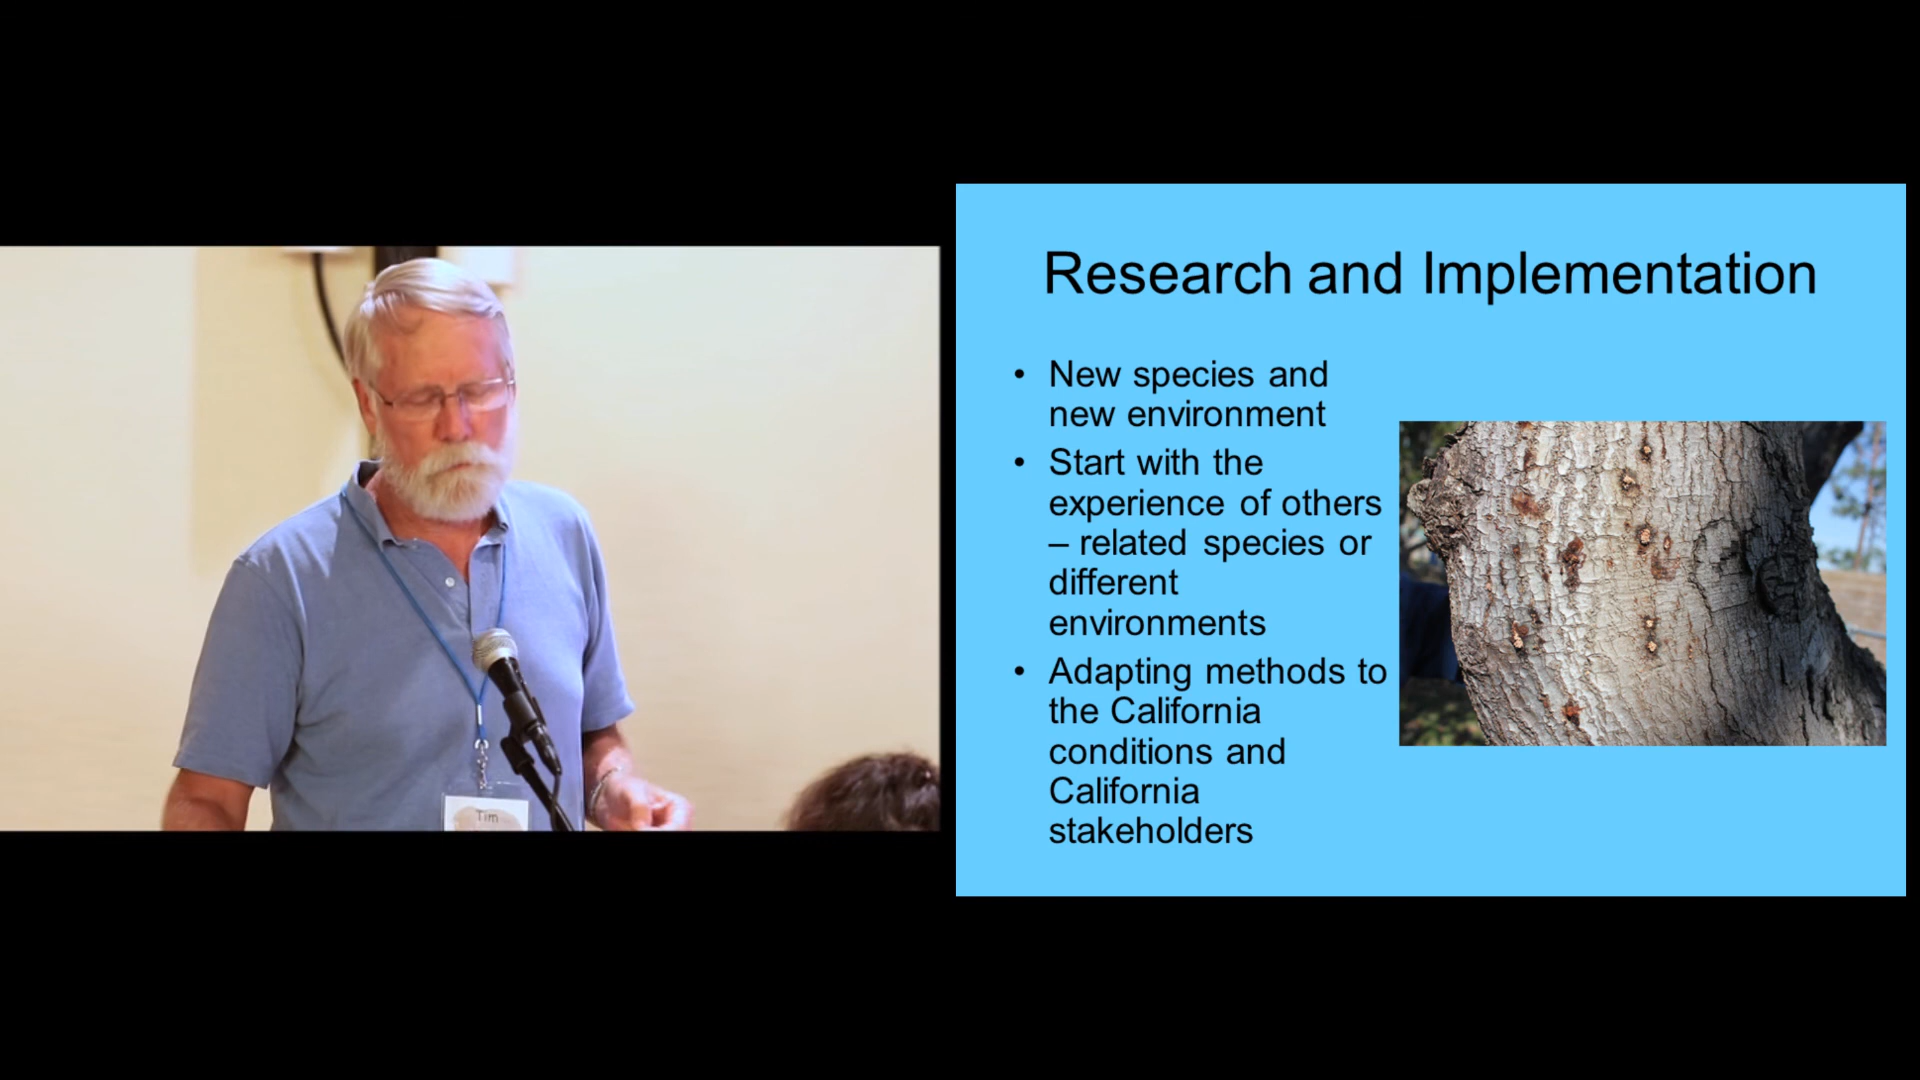 Research and Implementation
• New species and
new environment
• Start with the
experience of others
– related species or
different
environments
• Adapting methods to
the California
conditions and
California
stakeholders
Tim